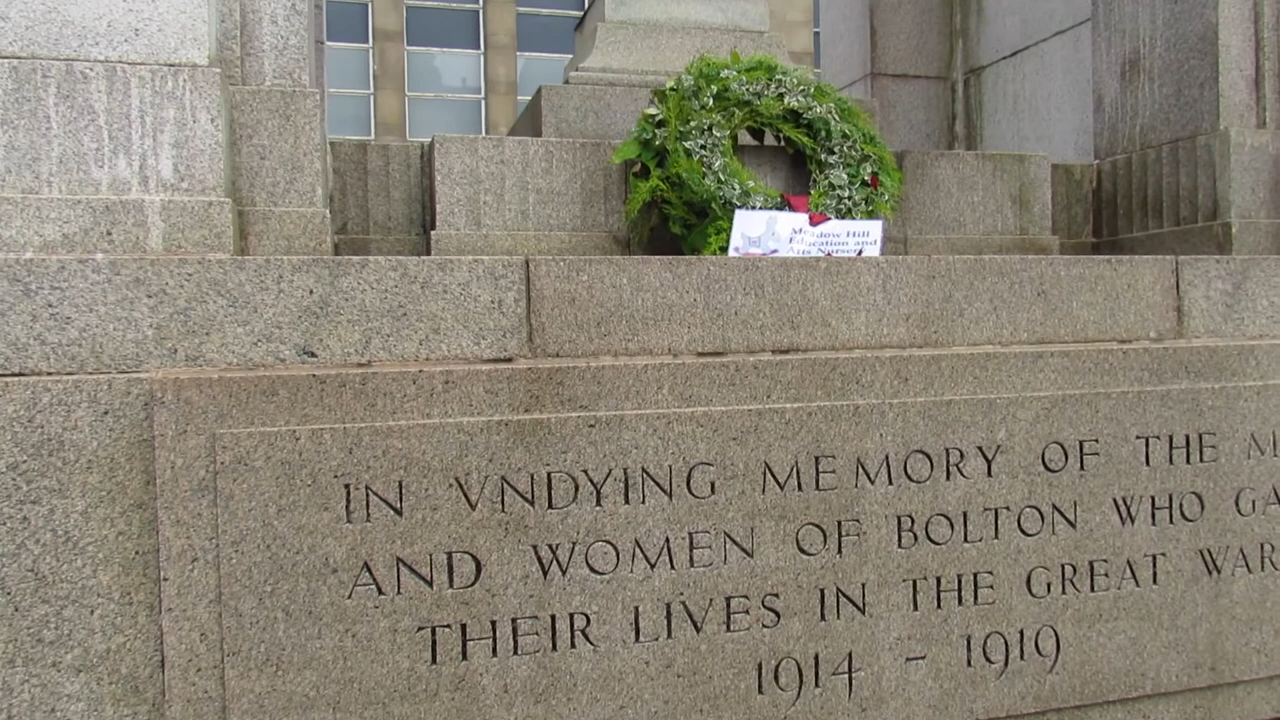 Meadow Hill
Education and
Arts Nursery
IN VNDYING MEMORY OF THE M
AND WOMEN OF BOLTON WHO GA
THEIR LIVES IN THE GREAT WAR
1914 - 1919